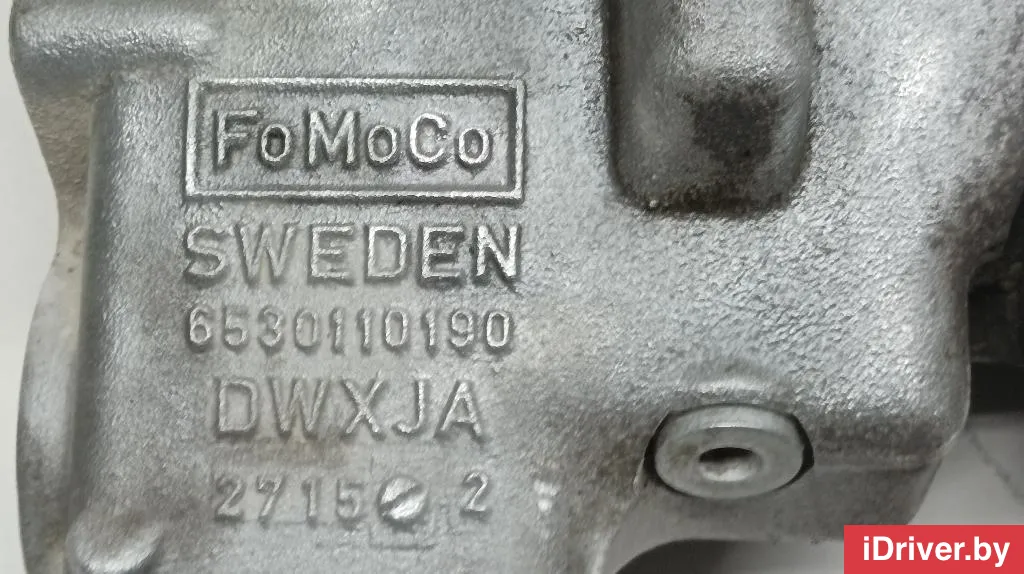 FoMoCo
SWEDEN
6530110190
DWXJA
2715 2
iDriver.by